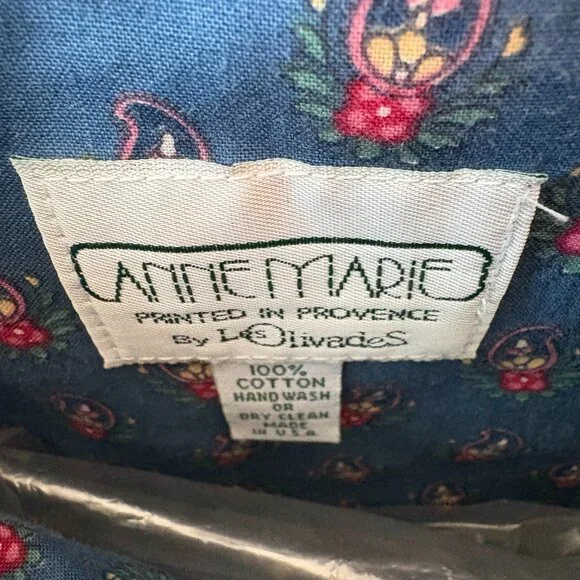 ANNE MARIE
PRINTED IN PROVENCE
By Les Olivades
100%
COTTON
HAND WASH
OR
DRY CLEAN
MADE
IN U.S.A.